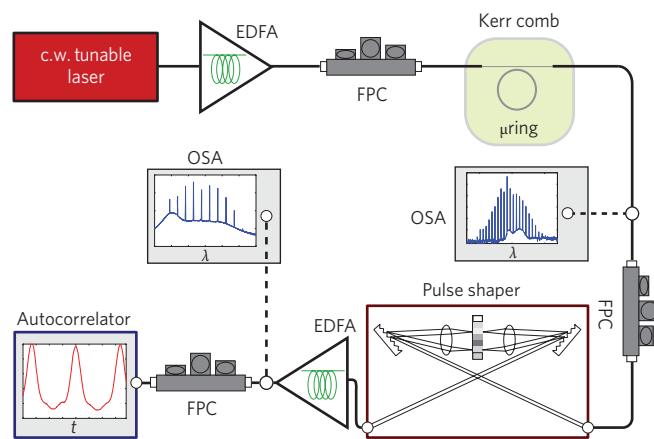 c.w. tunable
laser
EDFA
FPC
Kerr comb
μring
OSA
λ
OSA
λ
FPC
Pulse shaper
EDFA
FPC
Autocorrelator
t